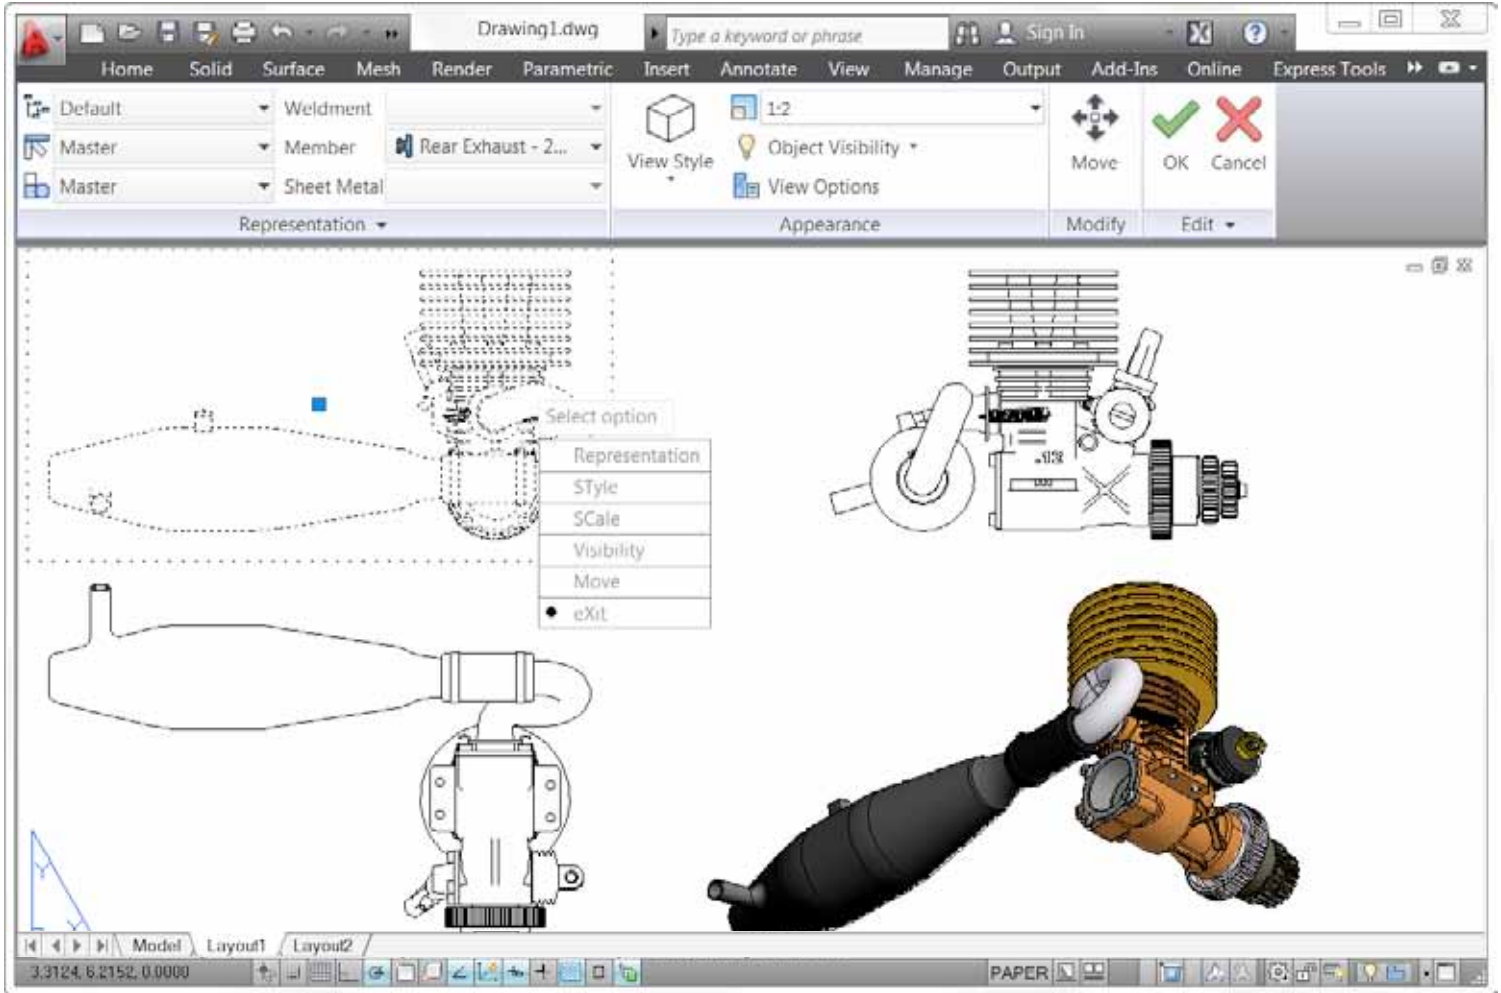 Drawing1.dwg
Type a keyword or phrase
Sign In
Home Solid Surface Mesh Render Parametric Insert Annotate View Manage Output Add-Ins Online Express Tools
Default Weldment 1:2
Master Member Rear Exhaust - 2... View Style Object Visibility Move OK Cancel
Master Sheet Metal View Options
Representation Appearance Modify Edit
Select option
Representation
STyle
SCale
Visibility
Move
eXit
Y
Model Layout1 Layout2
3.3124, 6.2152, 0.0000 PAPER